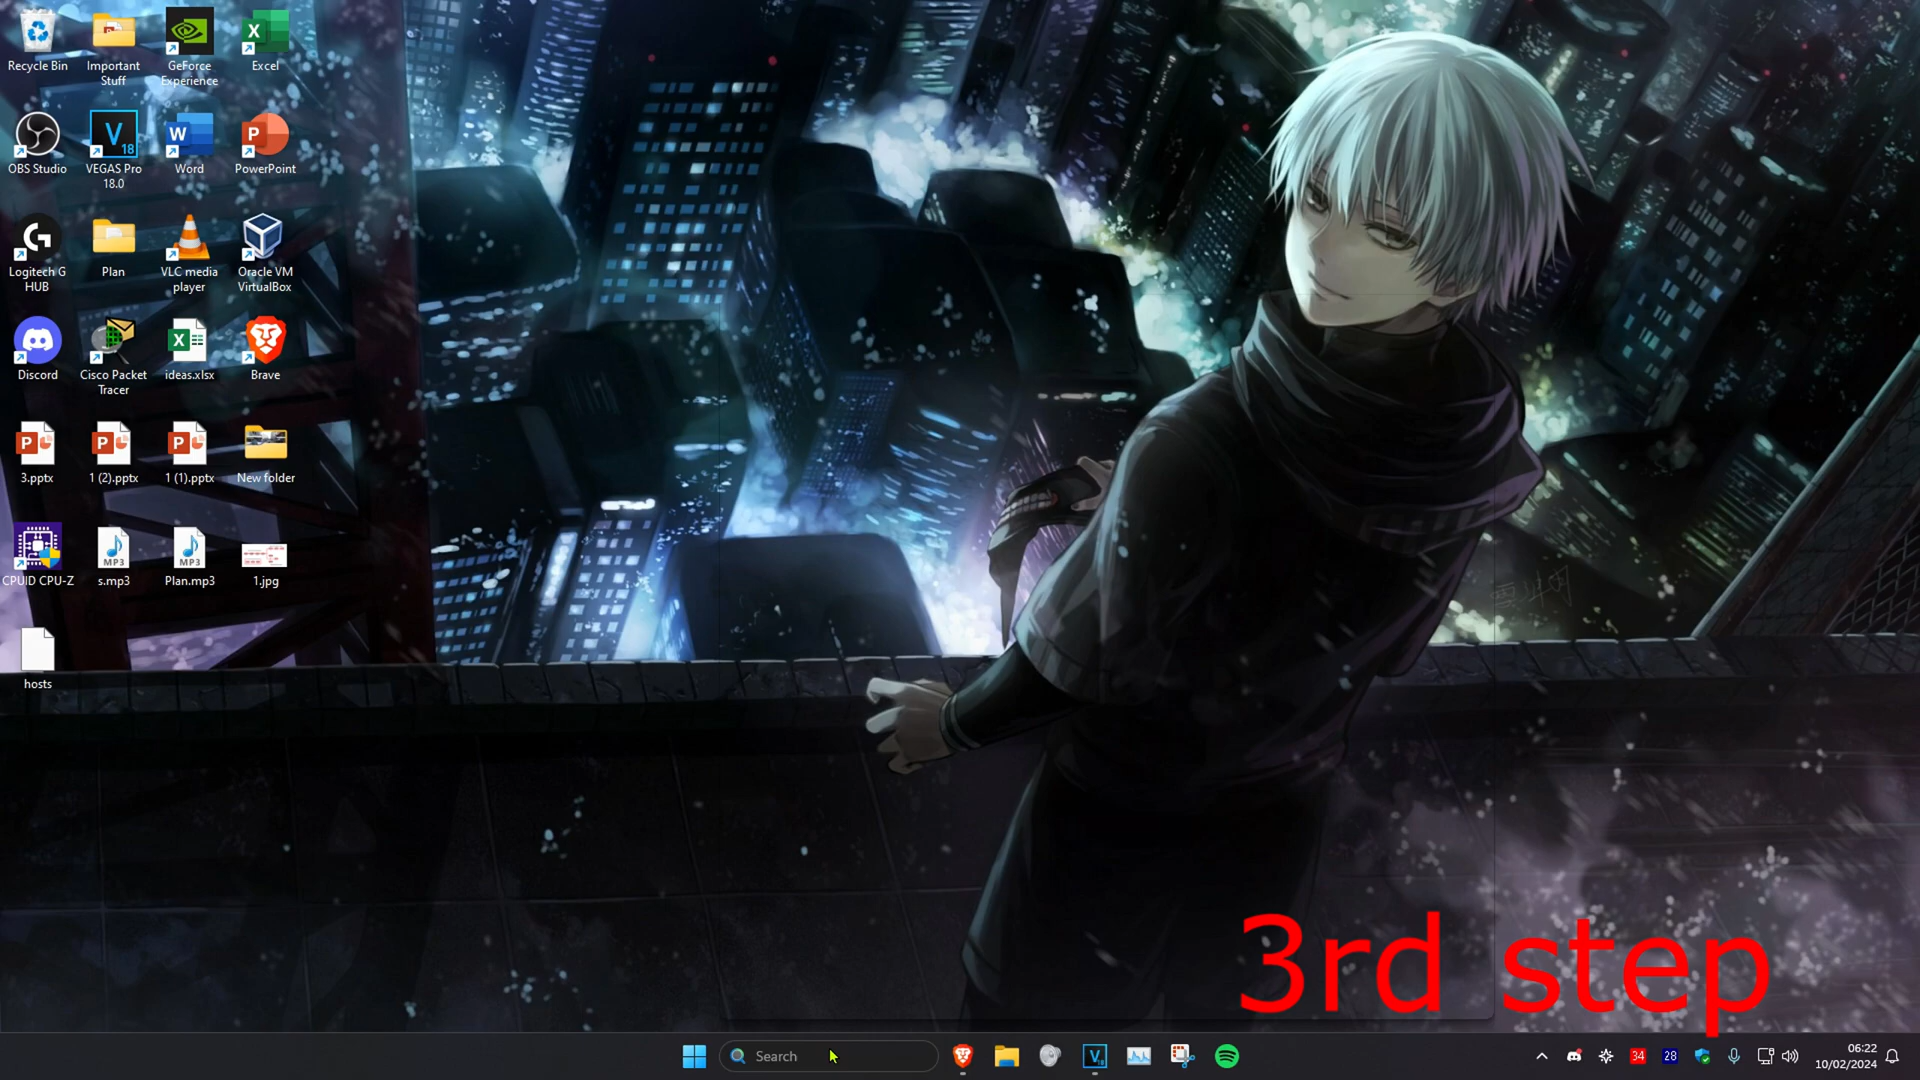 Recycle Bin
Important
Stuff
GeForce
Experience
Excel
OBS Studio
VEGAS Pro
18.0
Word
PowerPoint
Logitech G
HUB
Plan
VLC media
player
Oracle VM
VirtualBox
Discord
Cisco Packet
Tracer
ideas.xlsx
Brave
3.pptx
1 (2).pptx
1 (1).pptx
New folder
CPUID CPU-Z
s.mp3
Plan.mp3
1.jpg
hosts
3rd step
Search
34
28
06:22
10/02/2024